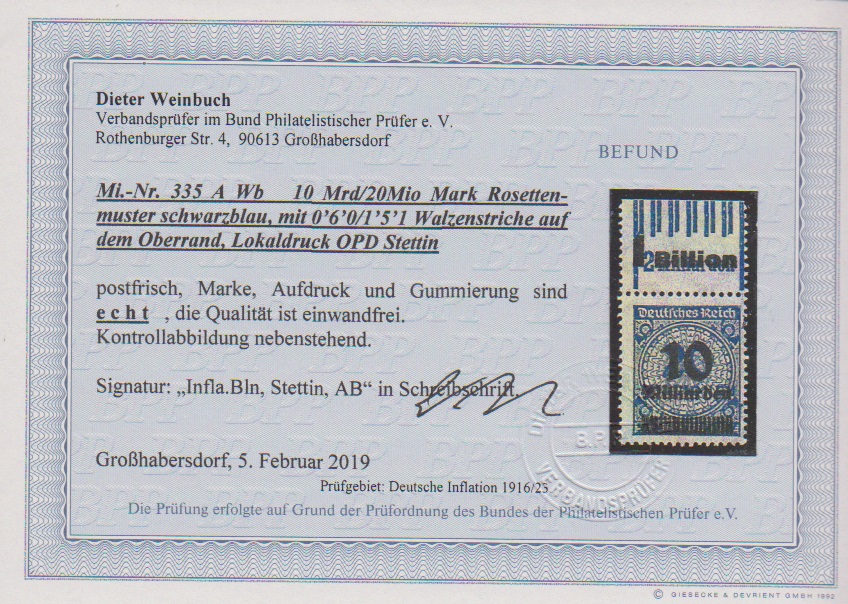 Dieter Weinbuch
Verbandsprüfer im Bund Philatelistischer Prüfer e. V.
Rothenburger Str. 4, 90613 Großhabersdorf
BEFUND
Mi.-Nr. 335 A Wb 10 Mrd/20Mio Mark Rosetten-
muster schwarzblau, mit 0'6'0/1'5'1 Walzenstriche auf
dem Oberrand, Lokaldruck OPD Stettin
Billion
Deutsches Reich
10
Milliarden
postfrisch, Marke, Aufdruck und Gummierung sind
echt , die Qualität ist einwandfrei.
Kontrollabbildung nebenstehend.
Signatur: „Infla.Bln, Stettin, AB“ in Schreibschrift.
B.P.
VERBANDSPRÜFER
Großhabersdorf, 5. Februar 2019
Prüfgebiet: Deutsche Inflation 1916/23
Die Prüfung erfolgte auf Grund der Prüfordnung des Bundes der Philatelistischen Prüfer e.V.
© GIESECKE & DEVRIENT GMBH 1992